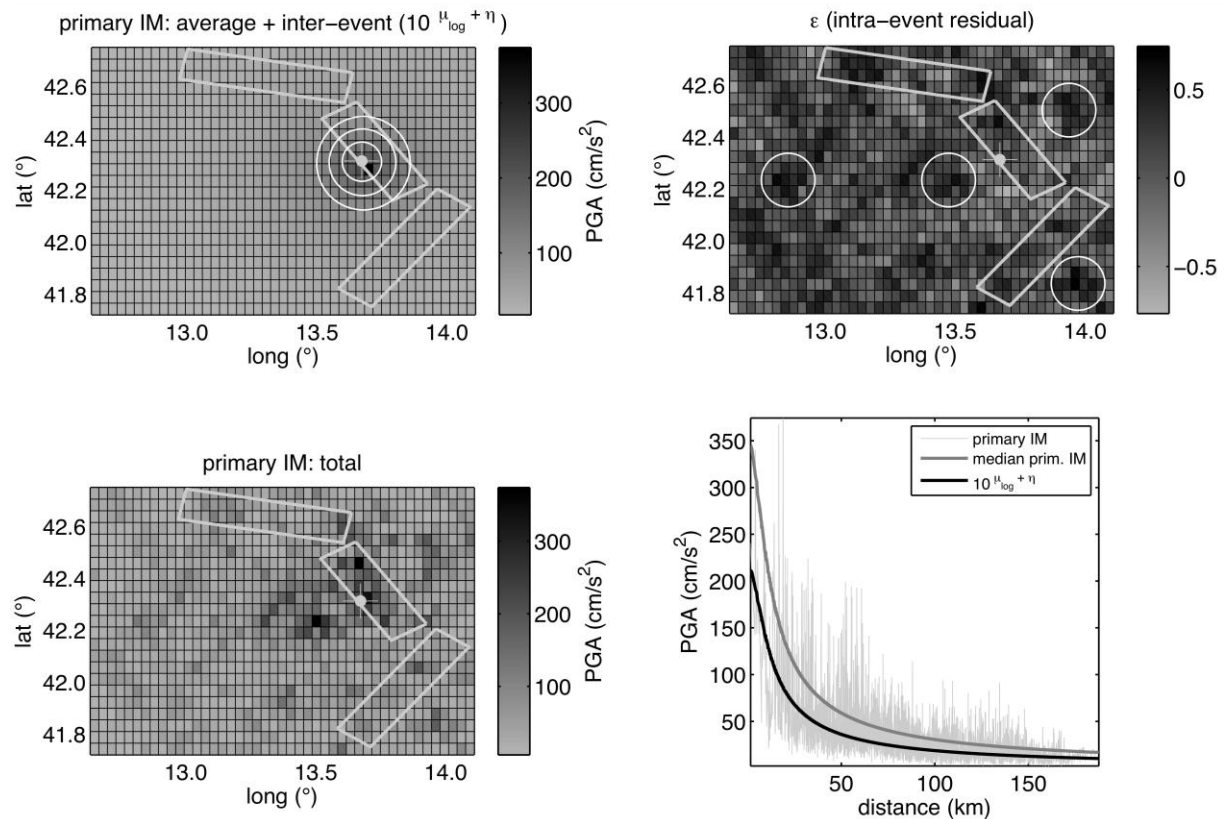 primary IM: average + inter-event (10 μlog + η)
42.6
42.4
42.2
42.0
41.8
lat (°)
13.0 13.5 14.0
long (°)
300
200
100
PGA (cm/s²)
ε (intra-event residual)
42.6
42.4
42.2
42.0
41.8
lat (°)
13.0 13.5 14.0
long (°)
0.5
0
−0.5
primary IM: total
42.6
42.4
42.2
42.0
41.8
lat (°)
13.0 13.5 14.0
long (°)
300
200
100
PGA (cm/s²)
350
300
250
200
150
100
50
PGA (cm/s²)
primary IM
median prim. IM
10 μlog + η
50 100 150
distance (km)